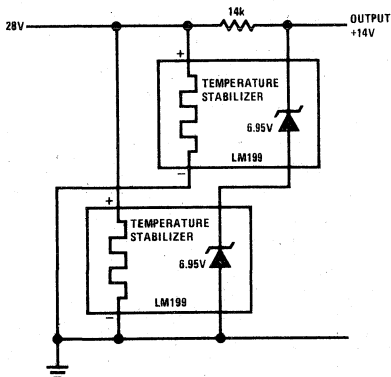 14k
OUTPUT
+14V
28V
+
TEMPERATURE
STABILIZER
6.95V
LM199
−
+
TEMPERATURE
STABILIZER
6.95V
LM199
−